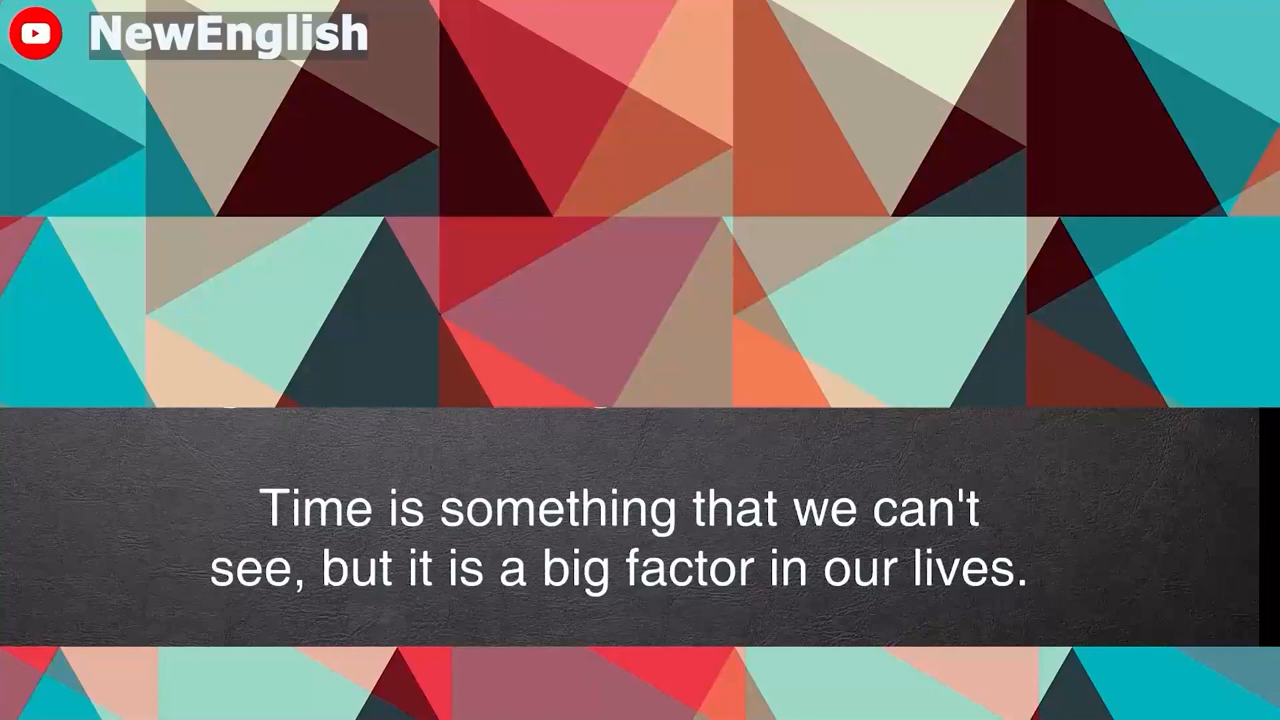 NewEnglish
Time is something that we can't
see, but it is a big factor in our lives.